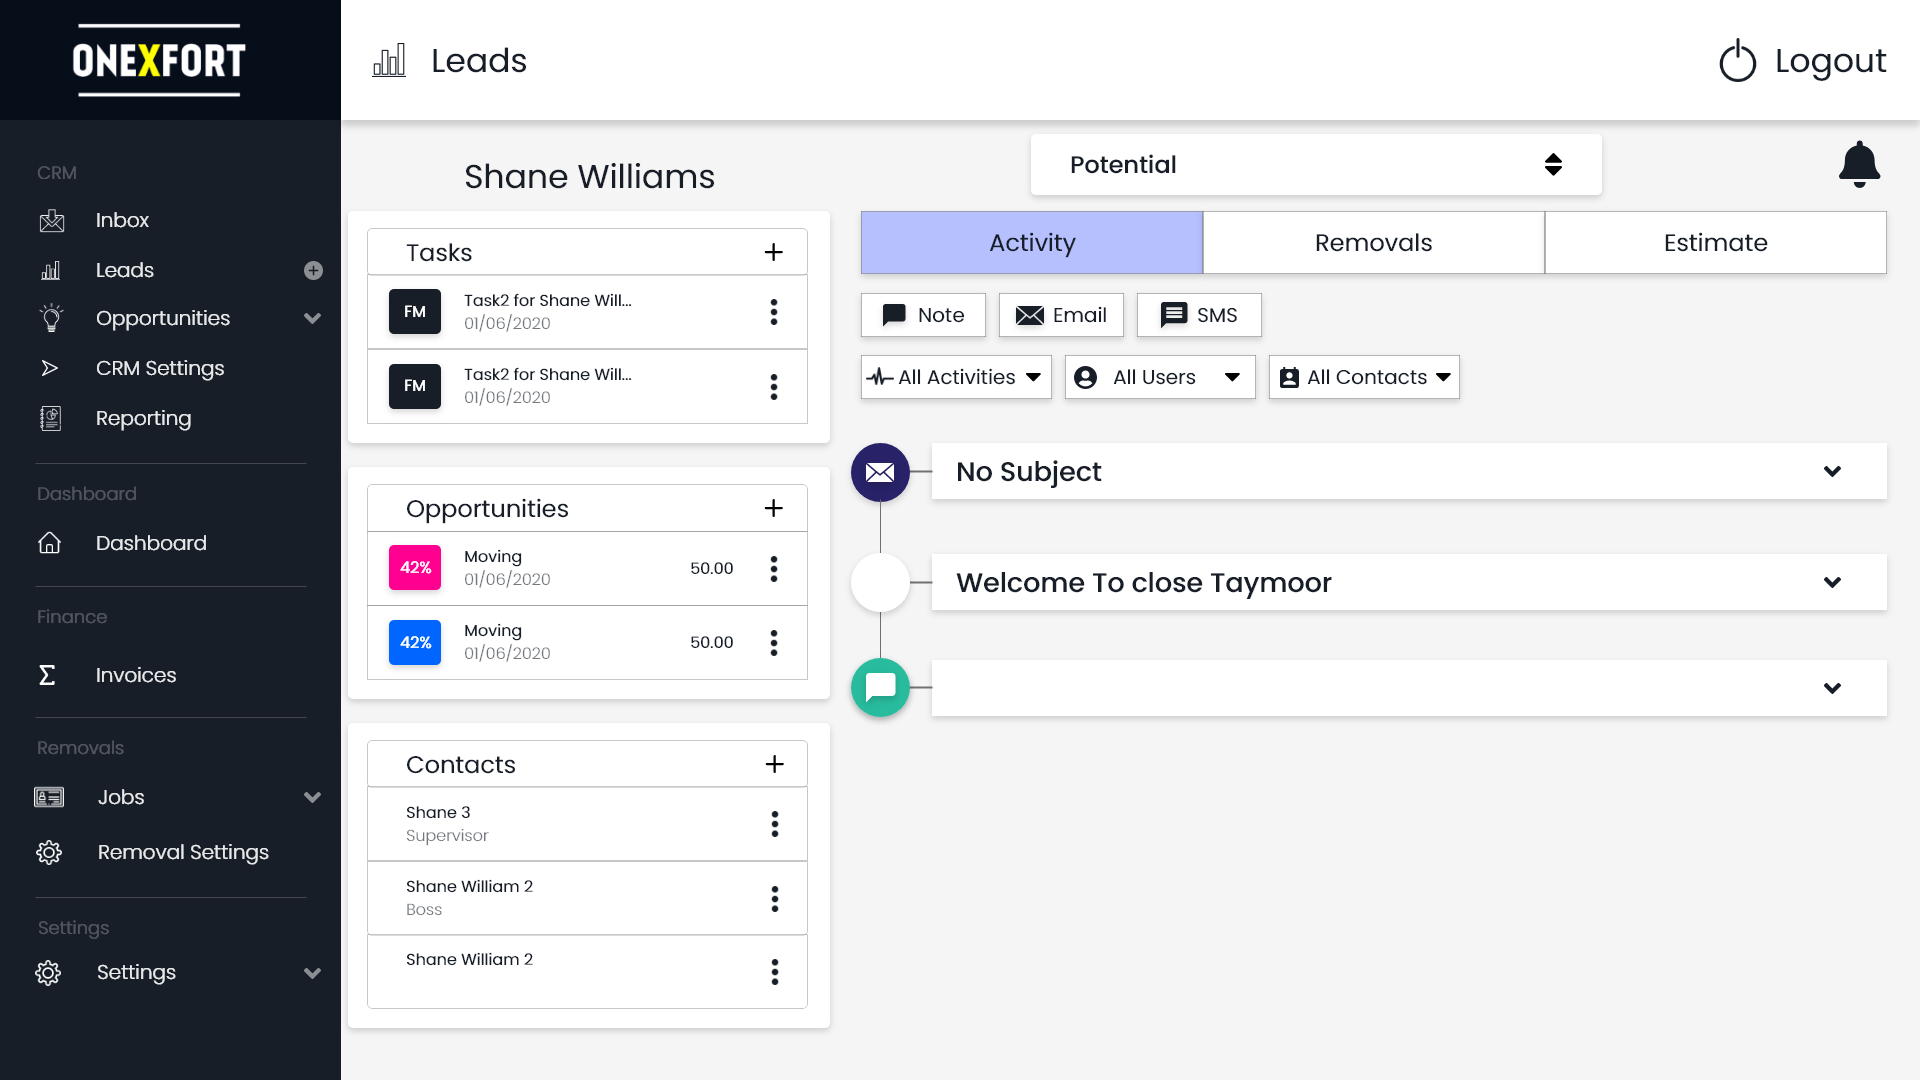 ONEXFORT
Leads
Logout
CRM
Inbox
Leads
Opportunities
CRM Settings
Reporting
Dashboard
Dashboard
Finance
Invoices
Removals
Jobs
Removal Settings
Settings
Settings
Shane Williams
Potential
Tasks
FM
Task2 for Shane Will...
01/06/2020
FM
Task2 for Shane Will...
01/06/2020
Opportunities
42%
Moving
01/06/2020
50.00
42%
Moving
01/06/2020
50.00
Contacts
Shane 3
Supervisor
Shane William 2
Boss
Shane William 2
Activity
Removals
Estimate
Note
Email
SMS
All Activities
All Users
All Contacts
No Subject
Welcome To close Taymoor